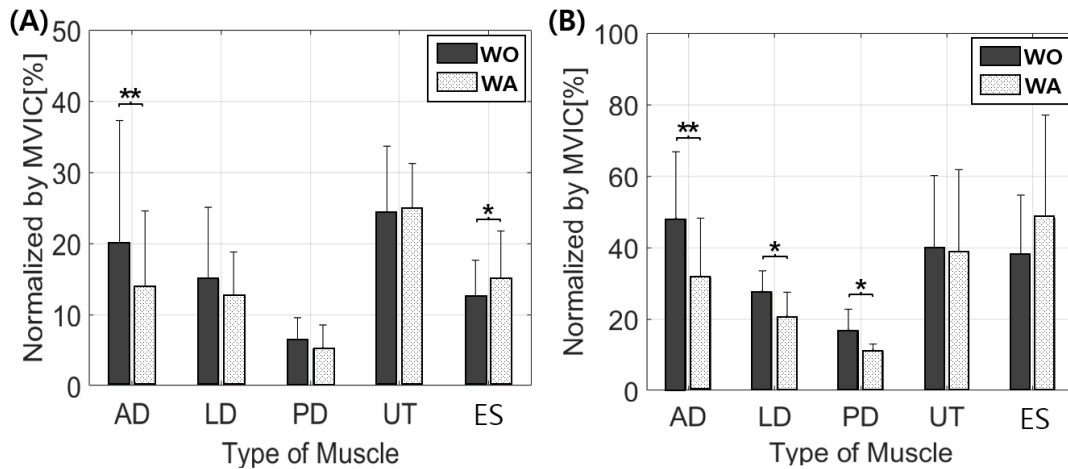 (A)
Normalized by MVIC[%]
50
40
30
20
10
0
WO
WA
**
*
AD LD PD UT ES
Type of Muscle
(B)
Normalized by MVIC[%]
100
80
60
40
20
0
WO
WA
**
*
*
AD LD PD UT ES
Type of Muscle